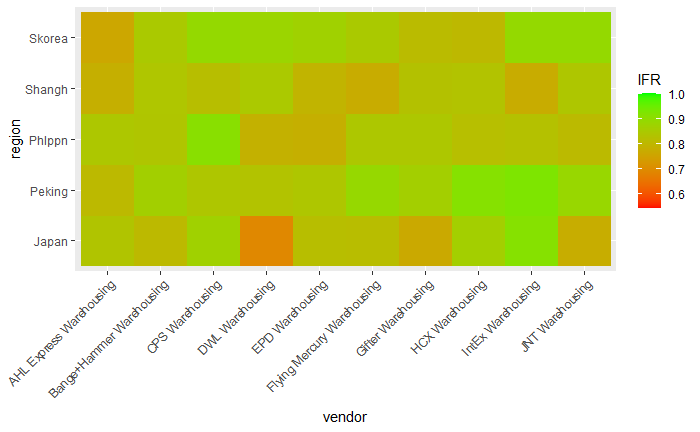 Skorea
Shangh
Phlppn
Peking
Japan
region
AHL Express Warehousing
Bange+Hammer Warehousing
CPS Warehousing
DWL Warehousing
EPD Warehousing
Flying Mercury Warehousing
Gifter Warehousing
HCX Warehousing
IntEx Warehousing
JNT Warehousing
vendor
IFR
1.0
0.9
0.8
0.7
0.6